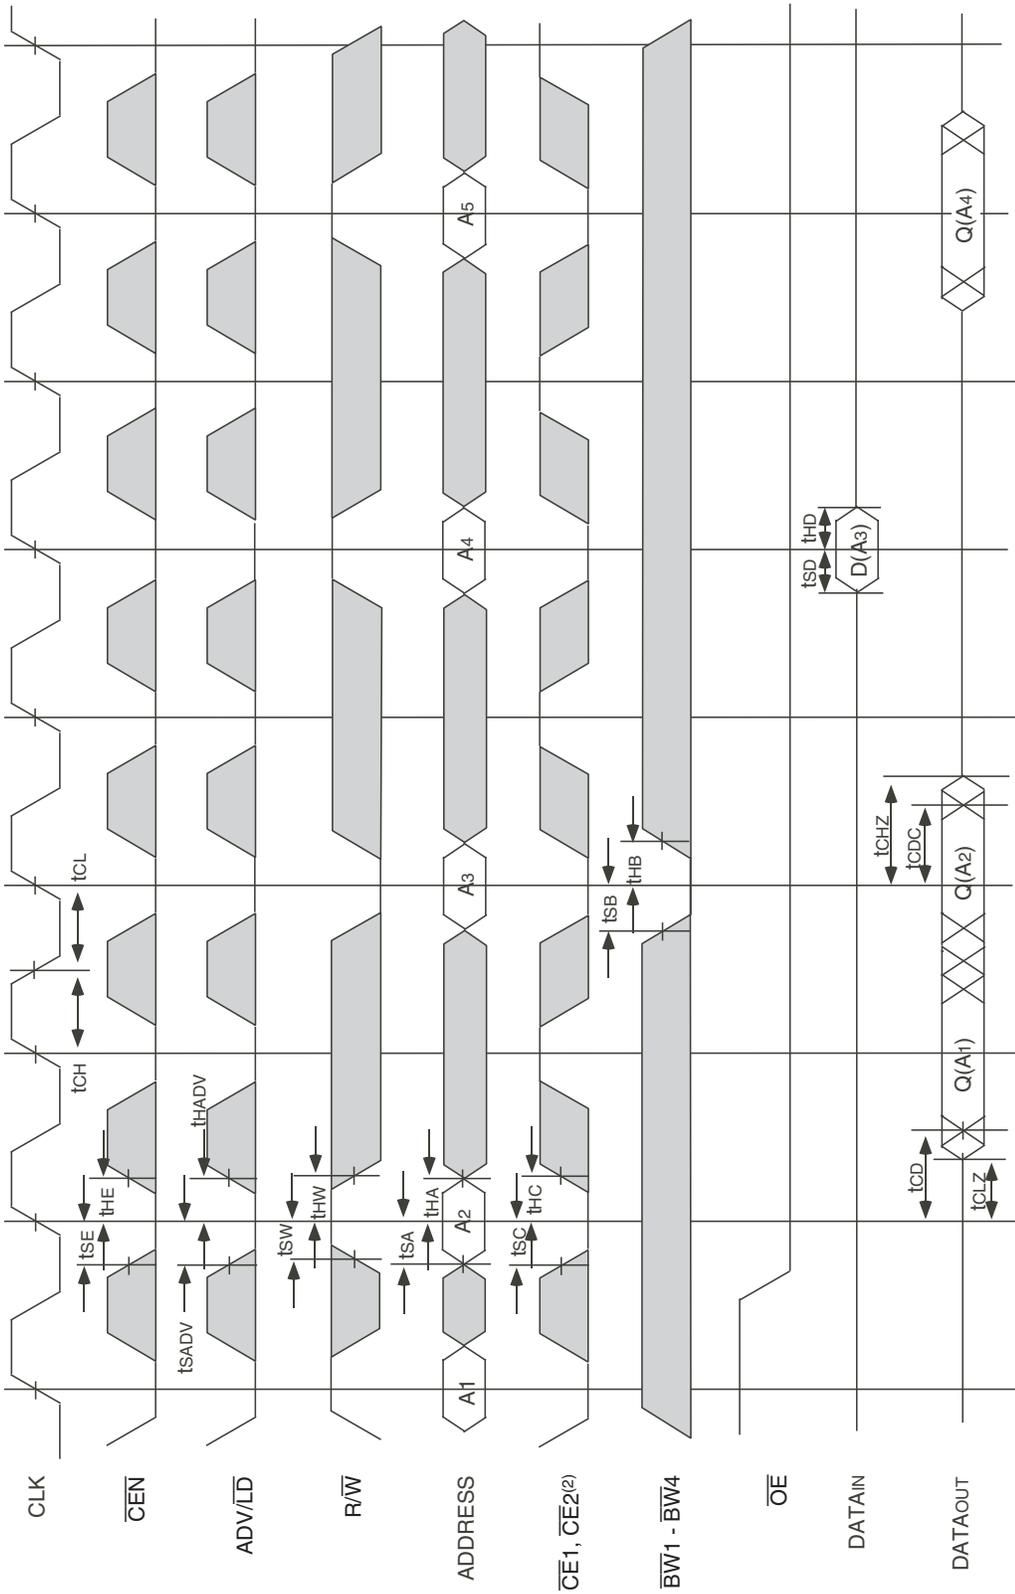 CLK
tCH
tCL
CEN
tSE
tHE
ADV/LD
tSADV
tHADV
R/W
tSW
tHW
ADDRESS
A1
A2
A3
A4
A5
tSA
tHA
CE1, CE2(2)
tSC
tHC
BW1 - BW4
tSB
tHB
OE
DATAIN
tSD
tHD
D(A3)
DATAOUT
tCD
tCLZ
Q(A1)
Q(A2)
tCHZ
tCDC
Q(A4)